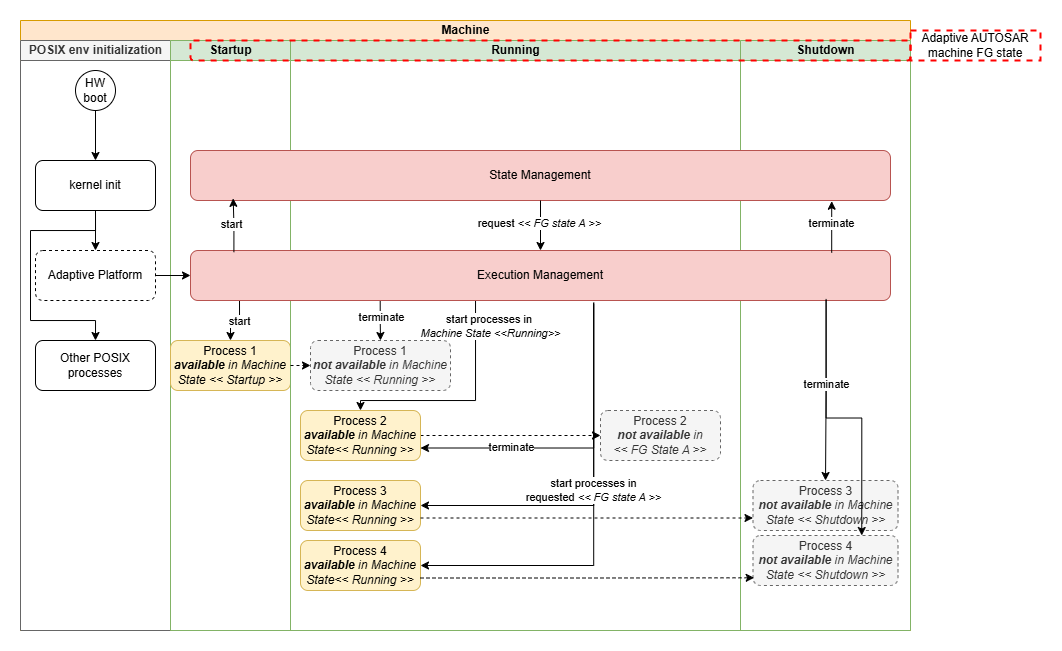 Machine
POSIX env initialization
Startup
Running
Shutdown
Adaptive AUTOSAR
machine FG state
HW
boot
kernel init
State Management
start
request << FG state A >>
terminate
Adaptive Platform
Execution Management
start
terminate
start processes in
Machine State <<Running>>
Other POSIX
processes
Process 1
available in Machine
State << Startup >>
Process 1
not available in Machine
State << Running >>
terminate
Process 2
available in Machine
State<< Running >>
terminate
Process 2
not available in
<< FG State A >>
start processes in
requested << FG state A >>
Process 3
available in Machine
State<< Running >>
Process 3
not available in Machine
State << Shutdown >>
Process 4
available in Machine
State<< Running >>
Process 4
not available in Machine
State << Shutdown >>